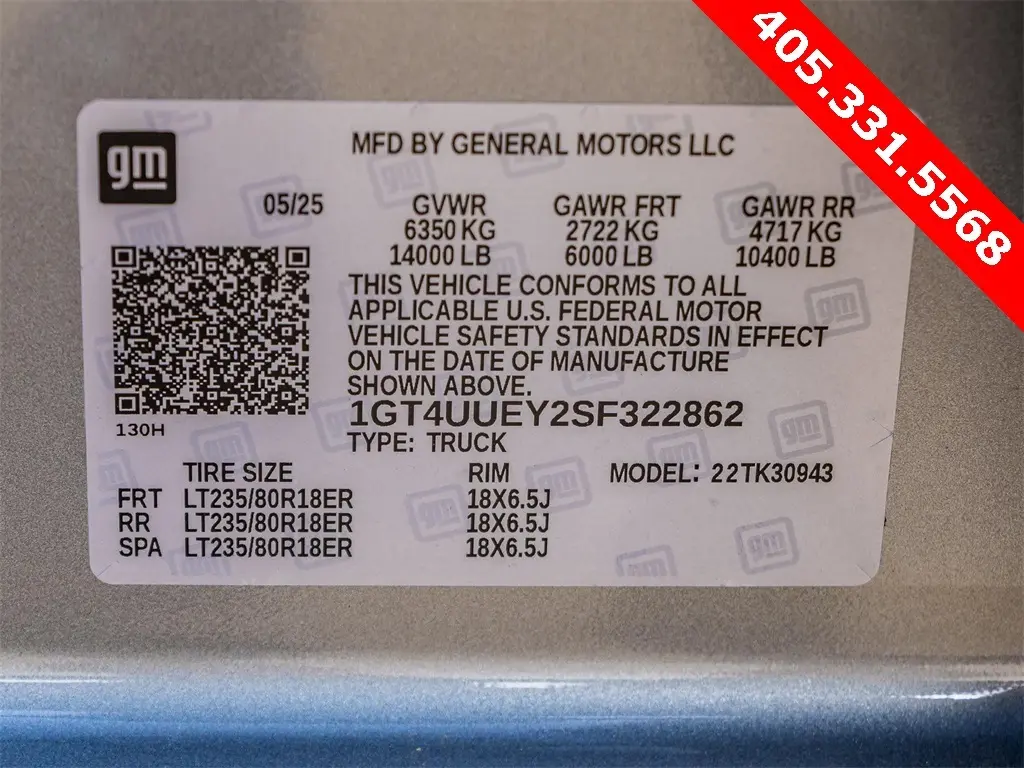 405.331.5568
gm
MFD BY GENERAL MOTORS LLC
05/25 GVWR GAWR FRT GAWR RR
6350 KG 2722 KG 4717 KG
14000 LB 6000 LB 10400 LB
THIS VEHICLE CONFORMS TO ALL
APPLICABLE U.S. FEDERAL MOTOR
VEHICLE SAFETY STANDARDS IN EFFECT
ON THE DATE OF MANUFACTURE
SHOWN ABOVE.
1GT4UUEY2SF322862
130H
TYPE: TRUCK
TIRE SIZE RIM MODEL: 22TK30943
FRT LT235/80R18ER 18X6.5J
RR LT235/80R18ER 18X6.5J
SPA LT235/80R18ER 18X6.5J